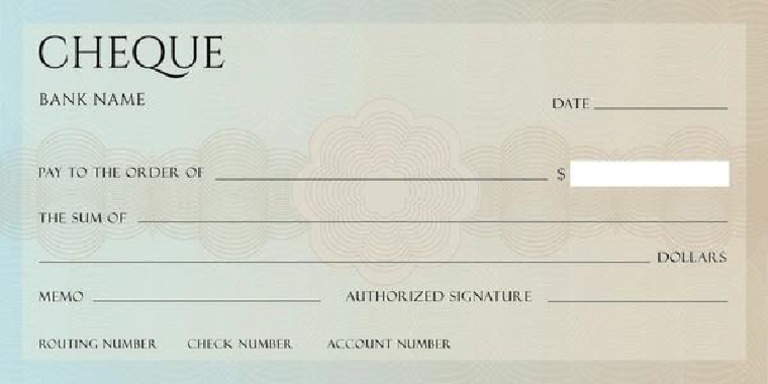 CHEQUE
BANK NAME
DATE
PAY TO THE ORDER OF $
THE SUM OF
DOLLARS
MEMO AUTHORIZED SIGNATURE
ROUTING NUMBER CHECK NUMBER ACCOUNT NUMBER